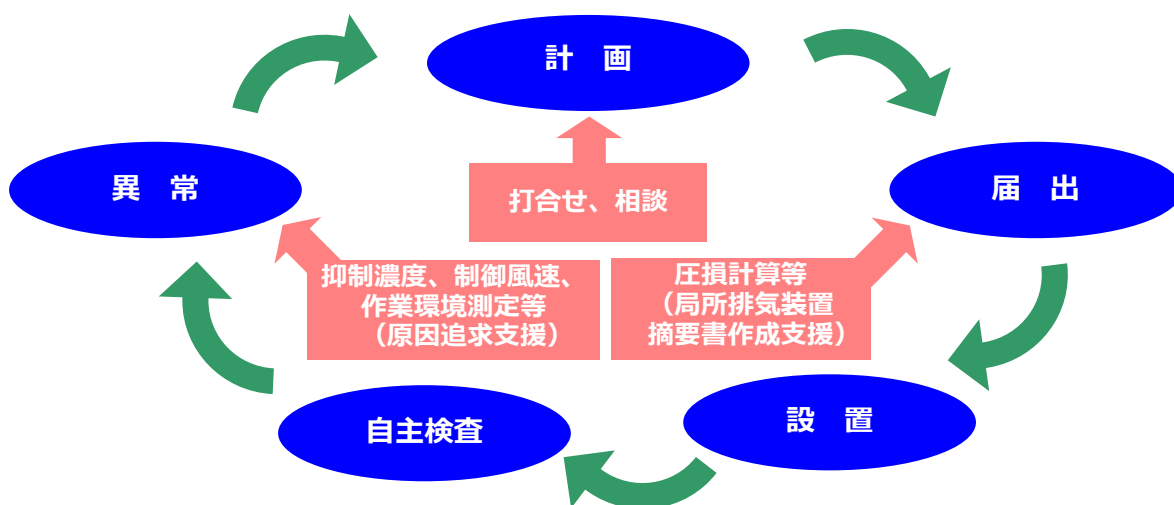 計　画
異　常
届　出
打合せ、相談
抑制濃度、制御風速、
作業環境測定等
（原因追求支援）
圧損計算等
（局所排気装置
摘要書作成支援）
自主検査
設　置